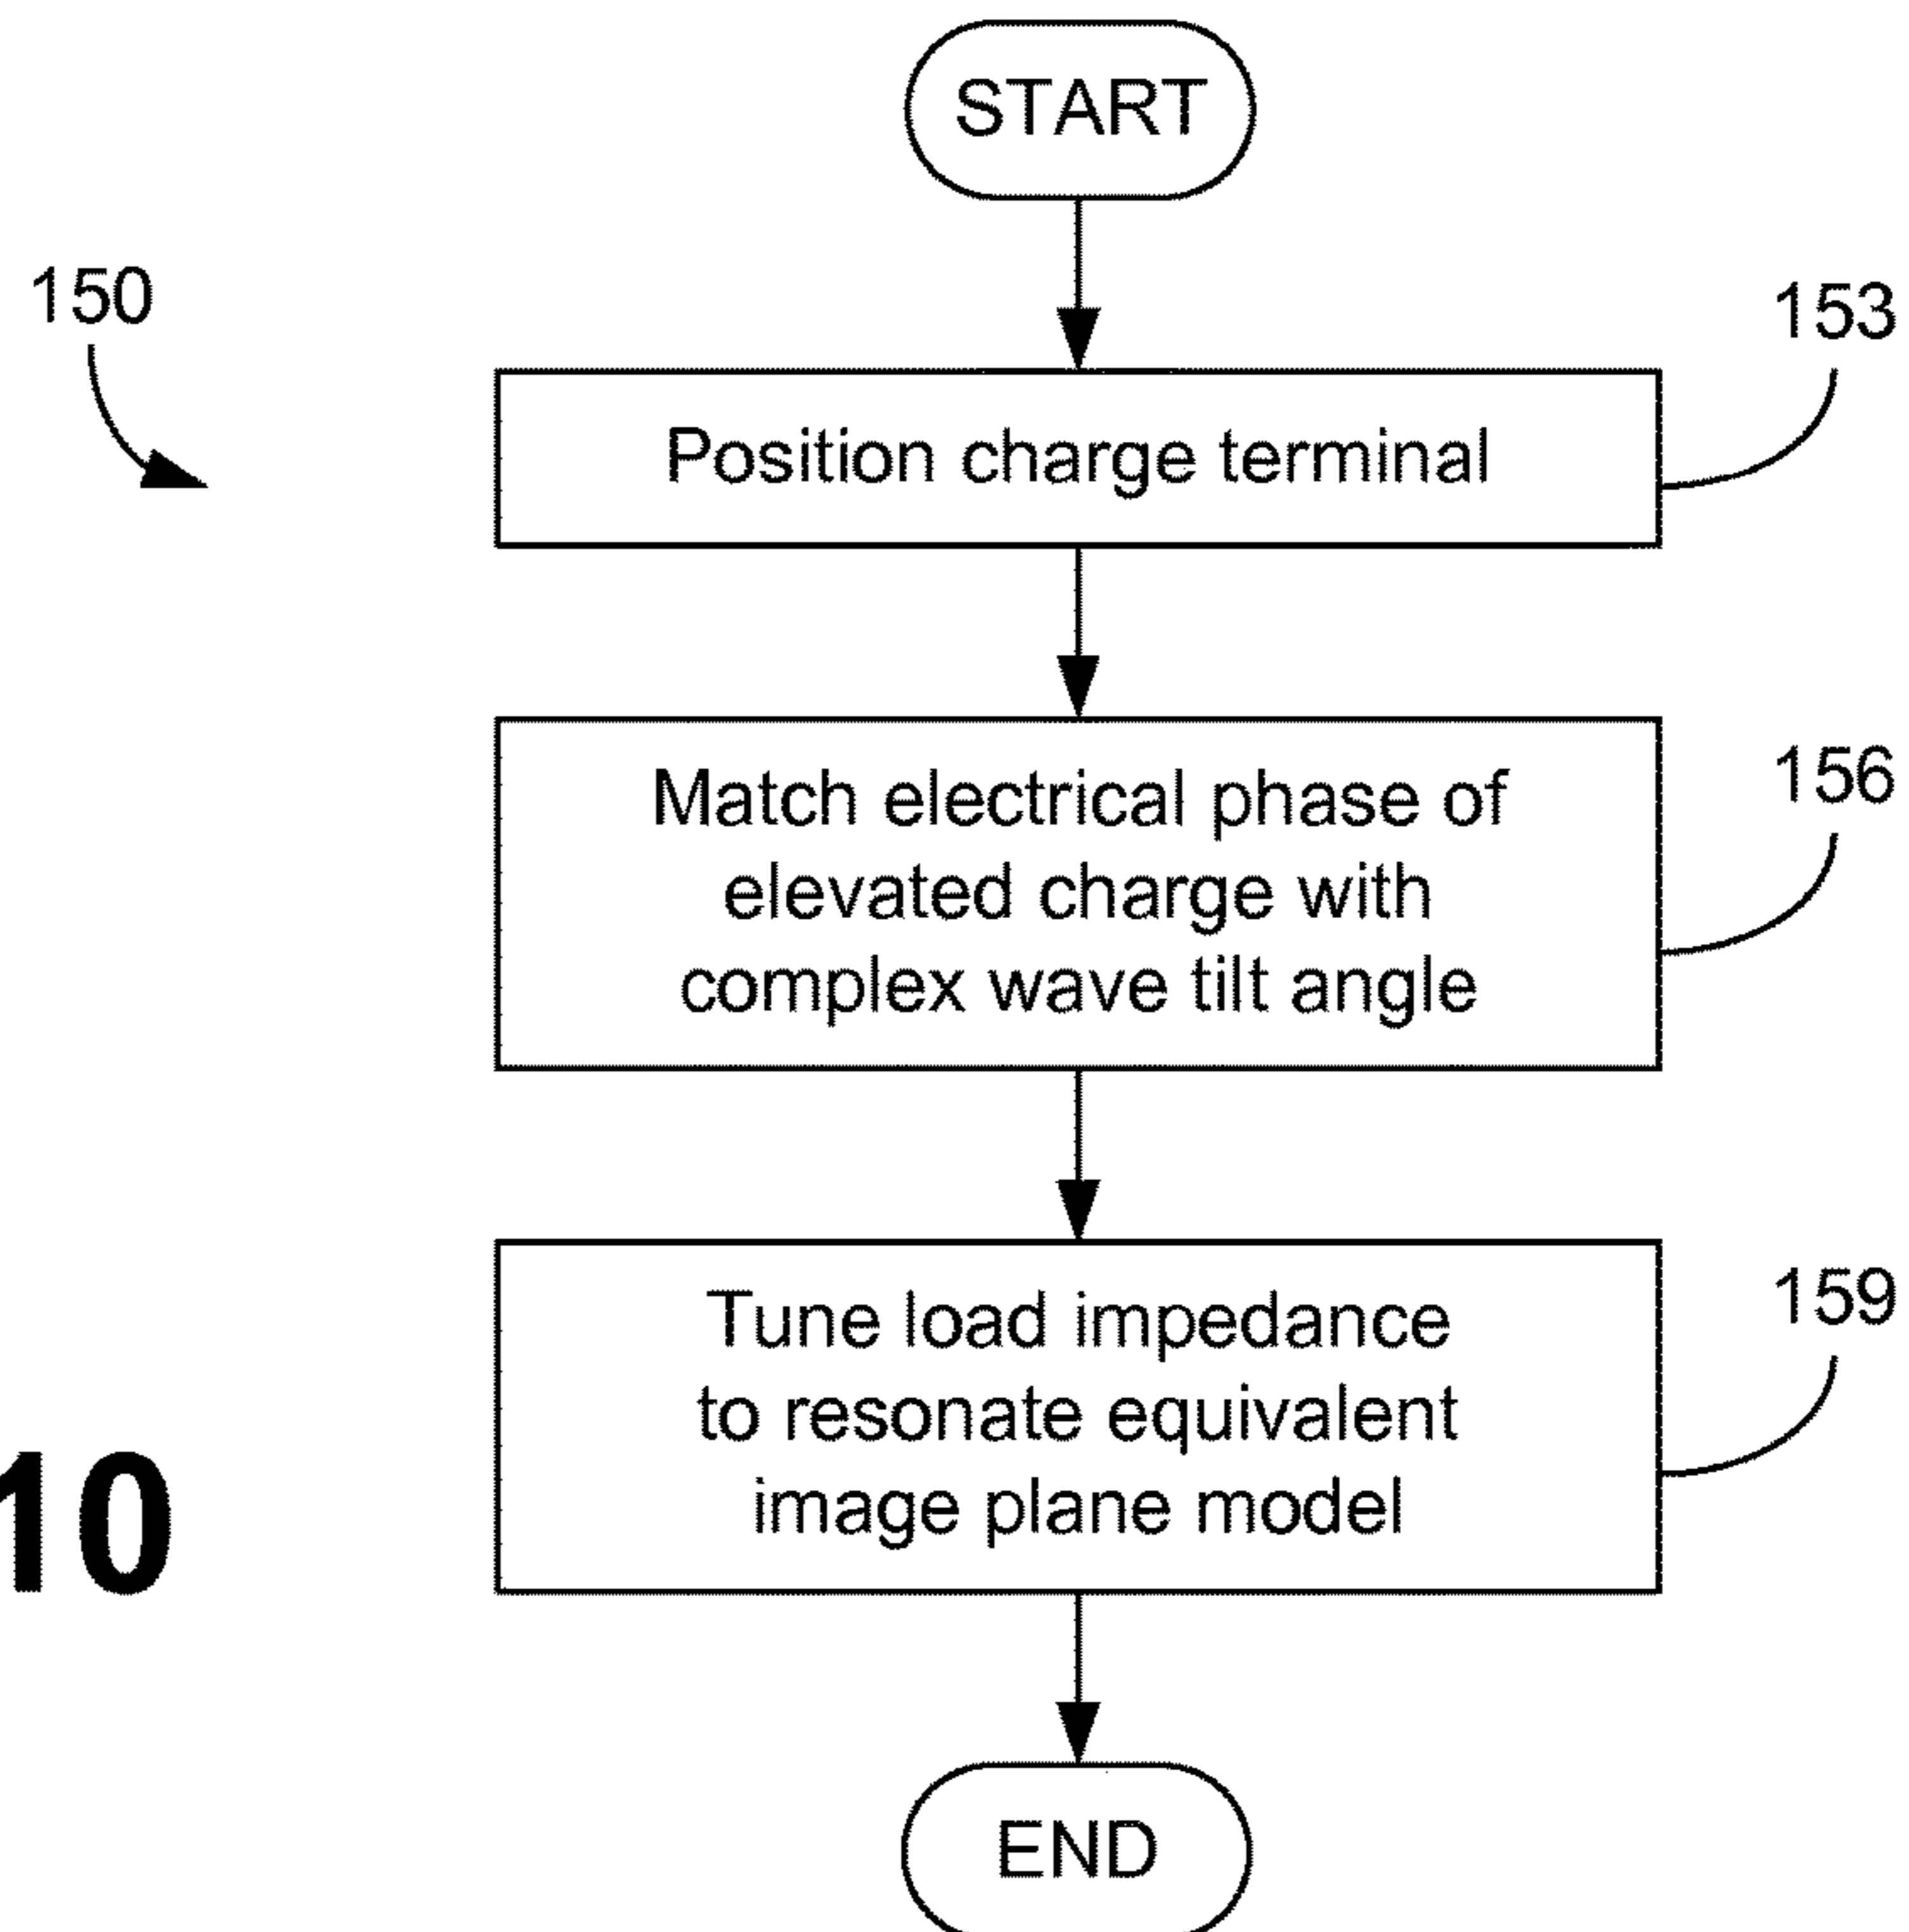 START
150
153
Position charge terminal
156
Match electrical phase of
elevated charge with
complex wave tilt angle
159
Tune load impedance
to resonate equivalent
image plane model
10
END